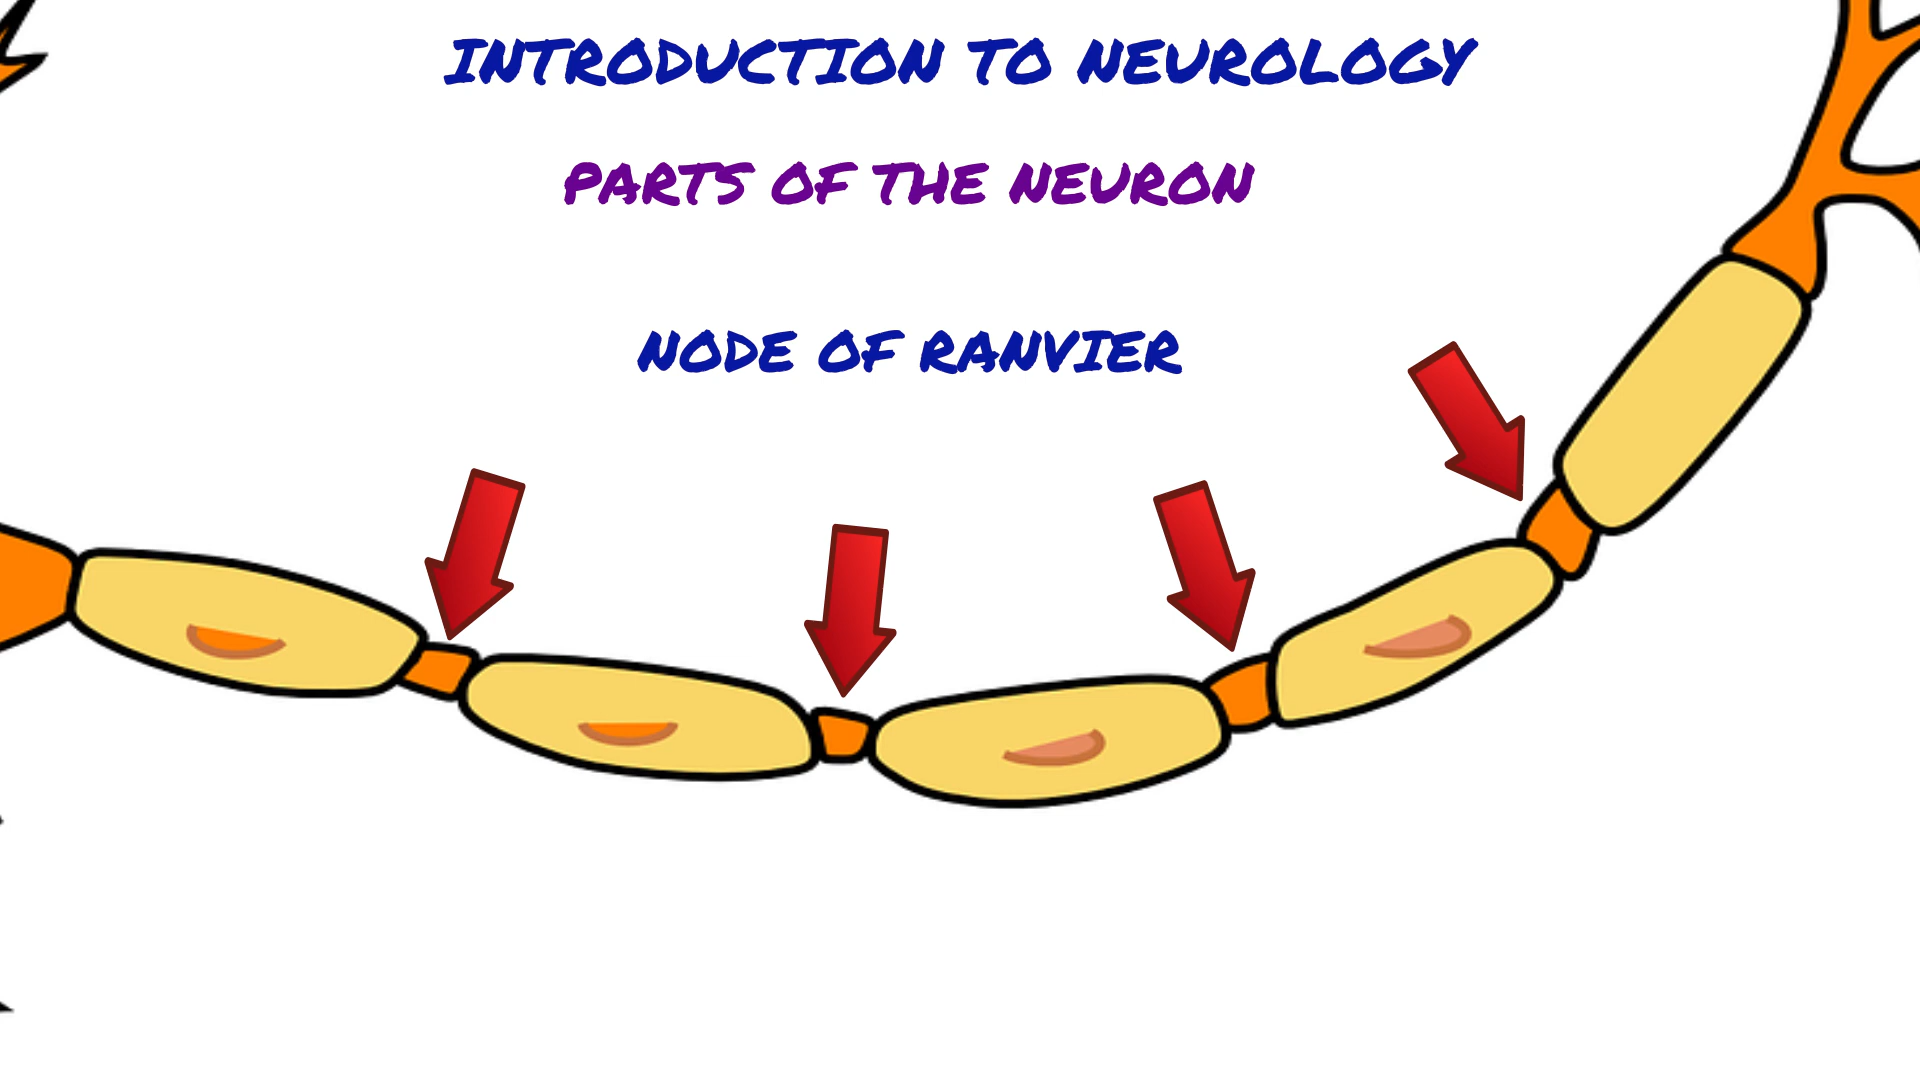 INTRODUCTION TO NEUROLOGY
PARTS OF THE NEURON
NODE OF RANVIER